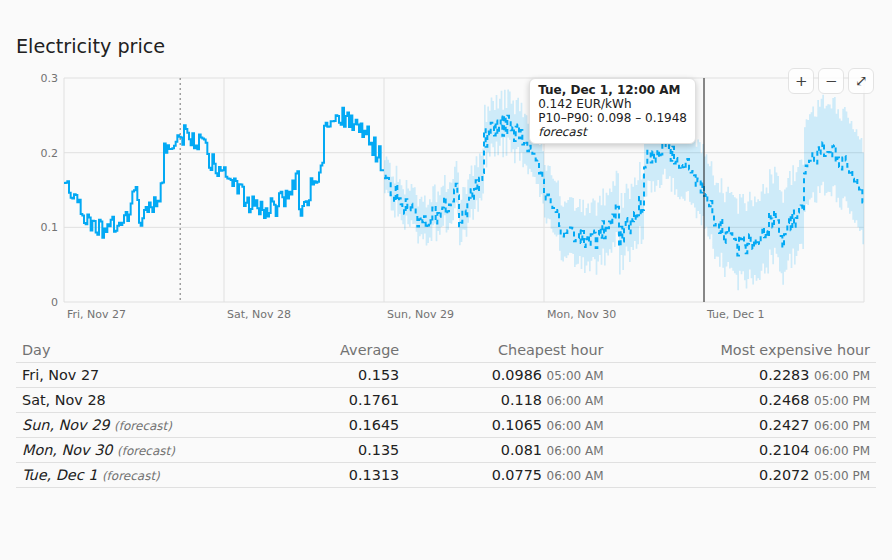 Electricity price
+ − ⤢
0.3
0.2
0.1
0
Tue, Dec 1, 12:00 AM
0.142 EUR/kWh
P10–P90: 0.098 – 0.1948
forecast
Fri, Nov 27 Sat, Nov 28 Sun, Nov 29 Mon, Nov 30 Tue, Dec 1
Day Average Cheapest hour Most expensive hour
Fri, Nov 27 0.153 0.0986 05:00 AM 0.2283 06:00 PM
Sat, Nov 28 0.1761 0.118 06:00 AM 0.2468 05:00 PM
Sun, Nov 29 (forecast) 0.1645 0.1065 06:00 AM 0.2427 06:00 PM
Mon, Nov 30 (forecast) 0.135 0.081 06:00 AM 0.2104 06:00 PM
Tue, Dec 1 (forecast) 0.1313 0.0775 06:00 AM 0.2072 05:00 PM